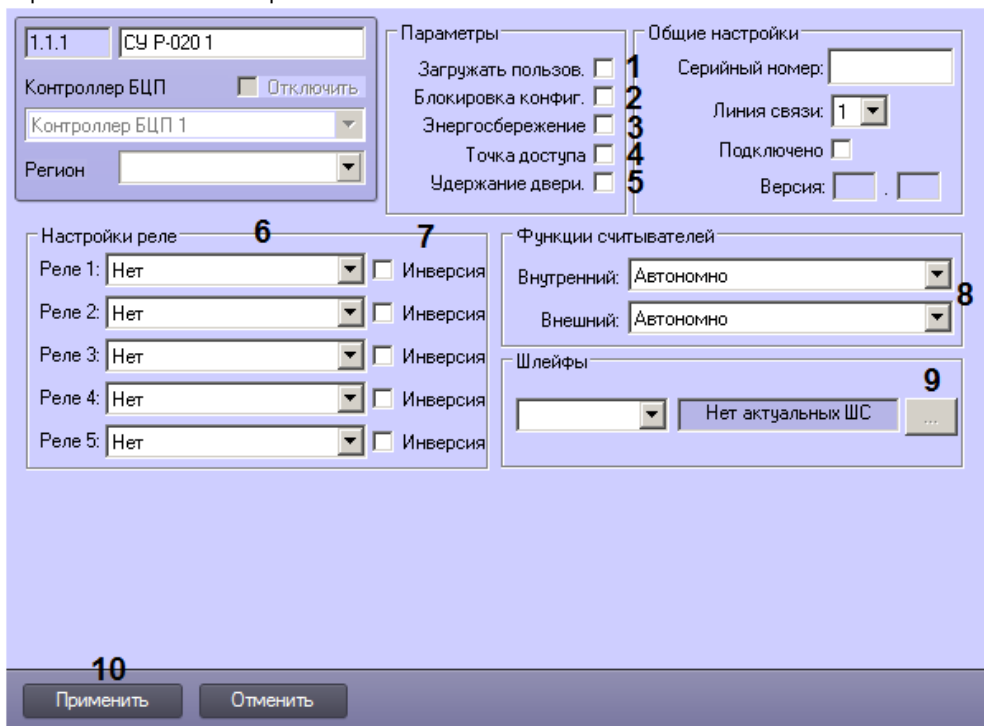 1.1.1 СУ Р-020 1
Контроллер БЦП Отключить
Контроллер БЦП 1
Регион
Параметры
Загружать пользов. 1
Блокировка конфиг. 2
Энергосбережение 3
Точка доступа 4
Удержание двери. 5
Общие настройки
Серийный номер:
Линия связи: 1
Подключено
Версия: .
Настройки реле 6 7
Реле 1: Нет Инверсия
Реле 2: Нет Инверсия
Реле 3: Нет Инверсия
Реле 4: Нет Инверсия
Реле 5: Нет Инверсия
Функции считывателей
Внутренний: Автономно
8
Внешний: Автономно
Шлейфы
9
Нет актуальных ШС ...
10
Применить Отменить